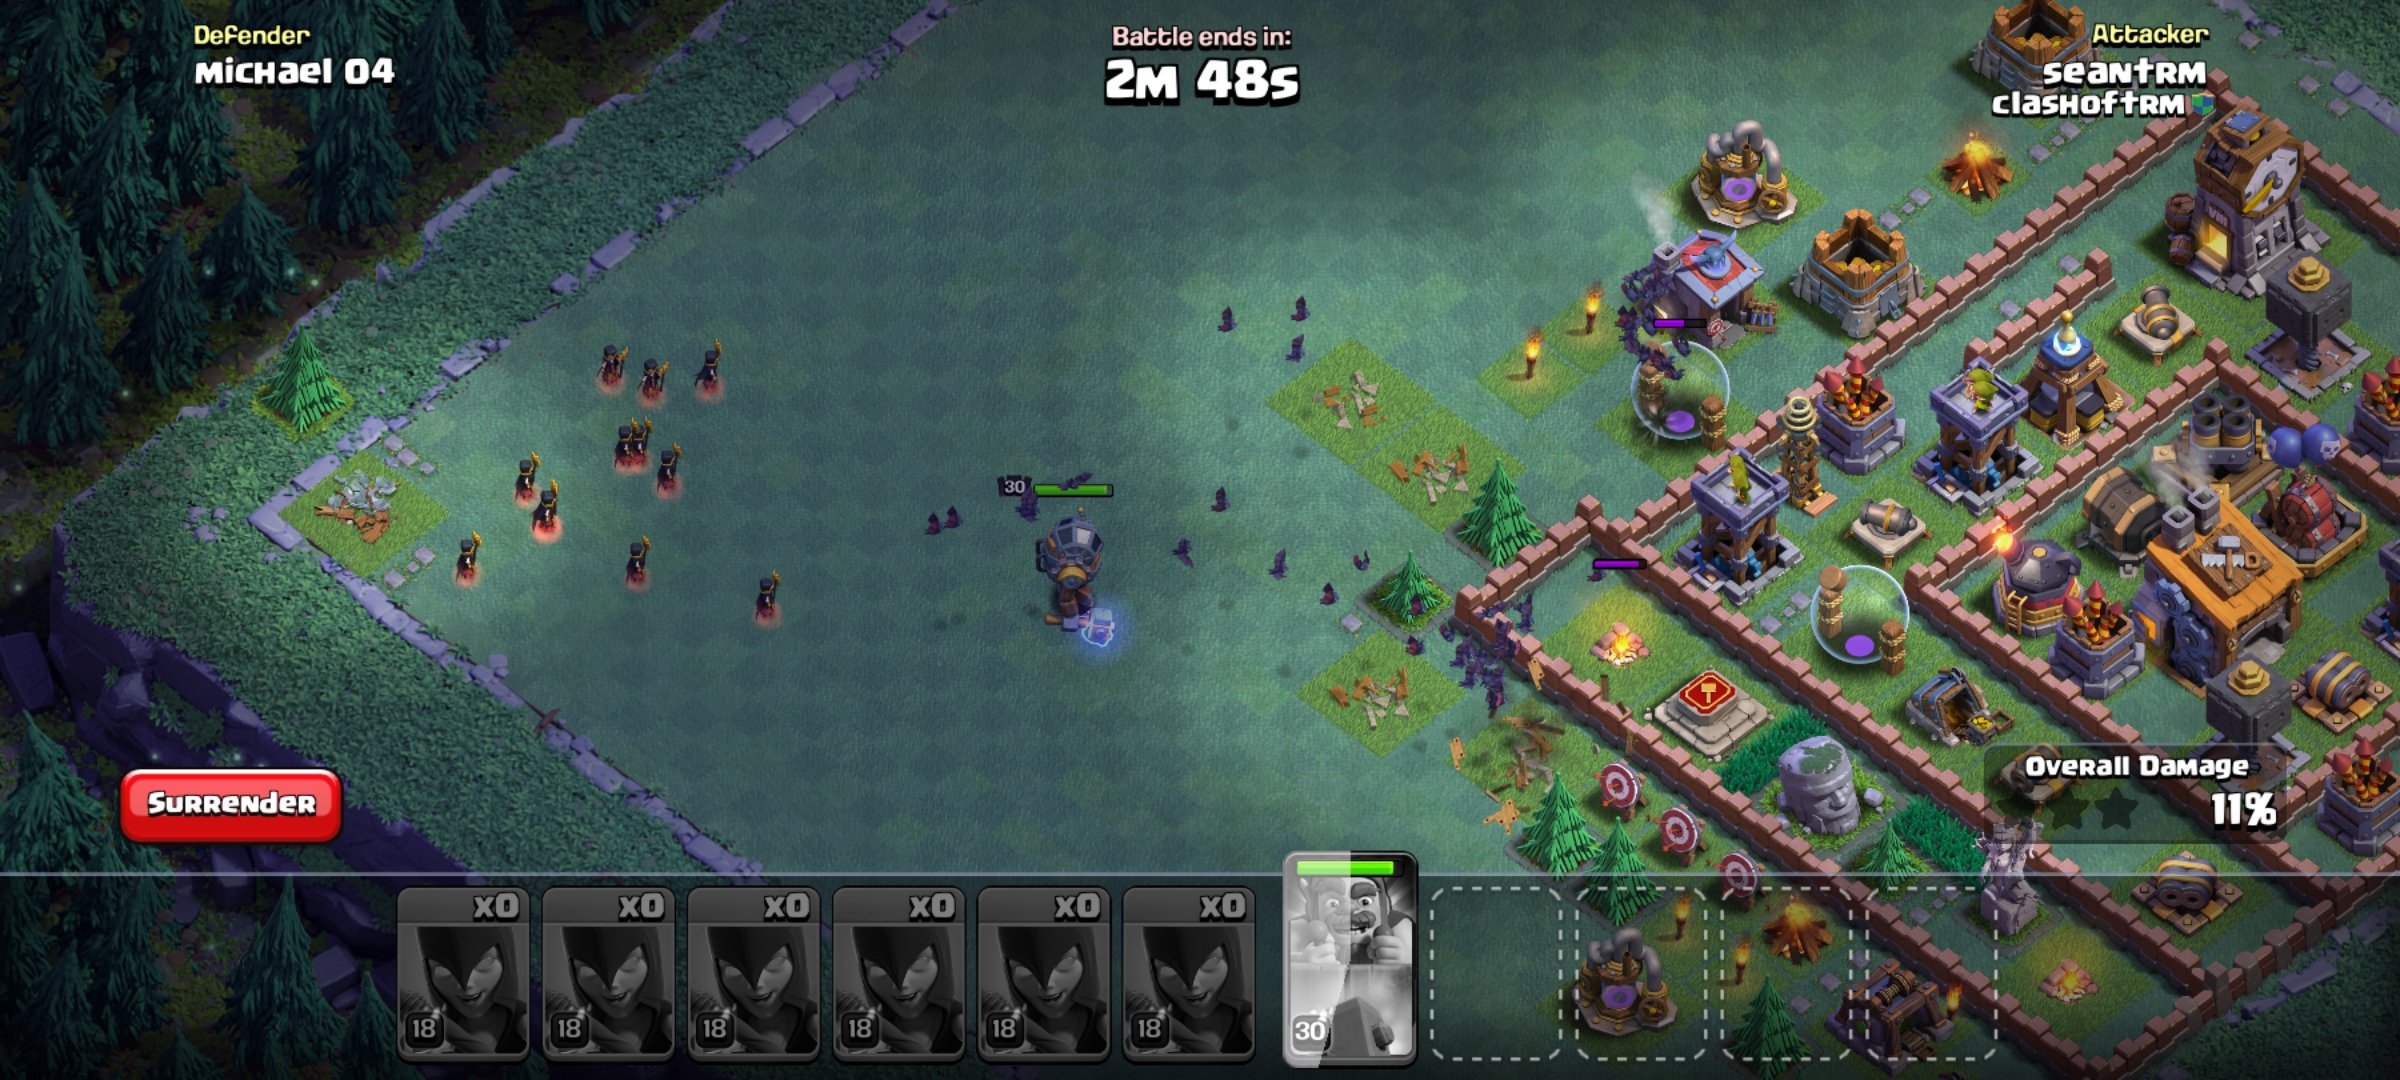 Defender
Michael 04
Battle ends in:
2M 48s
Attacker
seantrm
clashoftrm
30
Surrender
Overall Damage
11%
x0
x0
x0
x0
x0
x0
18
18
18
18
18
18
30